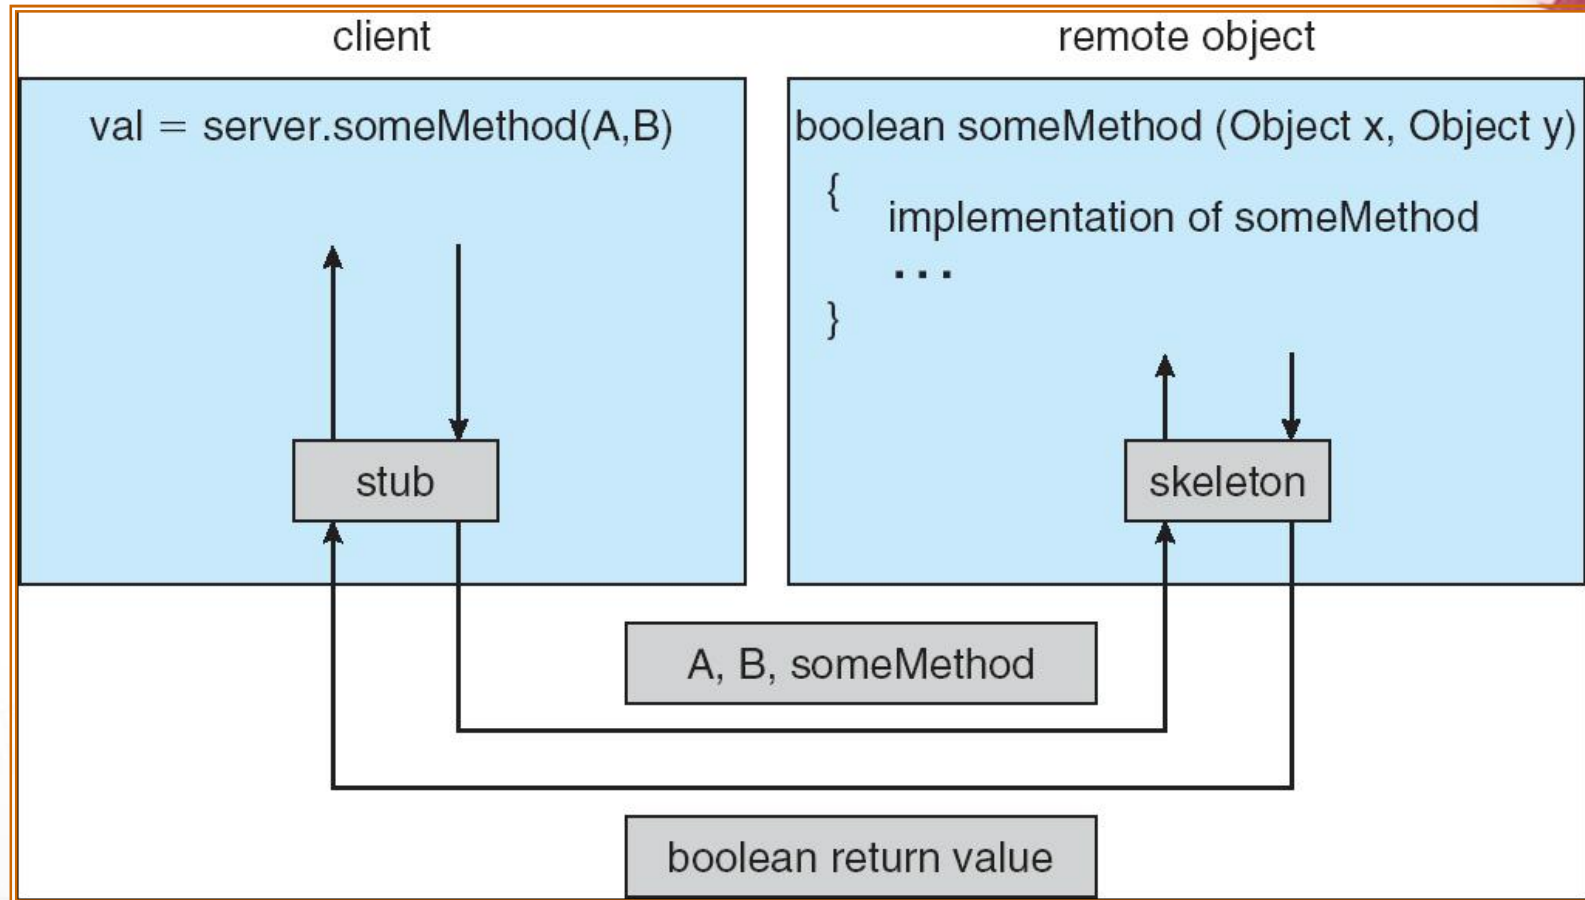 client
remote object
val = server.someMethod(A,B)
boolean someMethod (Object x, Object y)
{
implementation of someMethod
. . .
}
stub
skeleton
A, B, someMethod
boolean return value